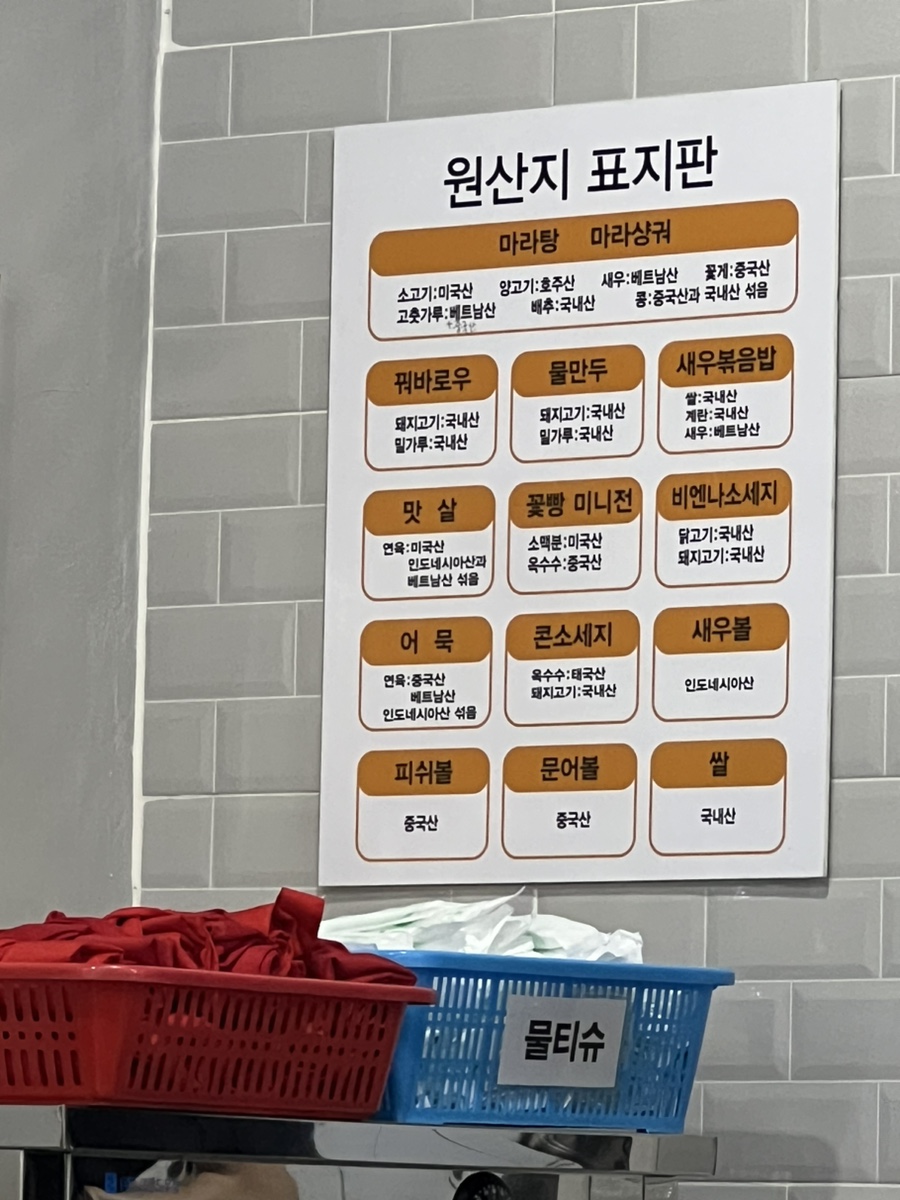 원산지 표지판
마라탕 마라샹궈
소고기:미국산 양고기:호주산 새우:베트남산 꽃게:중국산
고춧가루:베트남산 배추:국내산 콩:중국산과 국내산 섞음
꿔바로우
돼지고기:국내산
밀가루:국내산
물만두
돼지고기:국내산
밀가루:국내산
새우볶음밥
쌀:국내산
계란:국내산
새우:베트남산
맛 살
연육:미국산
인도네시아산과
베트남산 섞음
꽃빵 미니전
소맥분:미국산
옥수수:중국산
비엔나소세지
닭고기:국내산
돼지고기:국내산
어 묵
연육:중국산
베트남산
인도네시아산 섞음
콘소세지
옥수수:태국산
돼지고기:국내산
새우볼
인도네시아산
피쉬볼
중국산
문어볼
중국산
쌀
국내산
물티슈